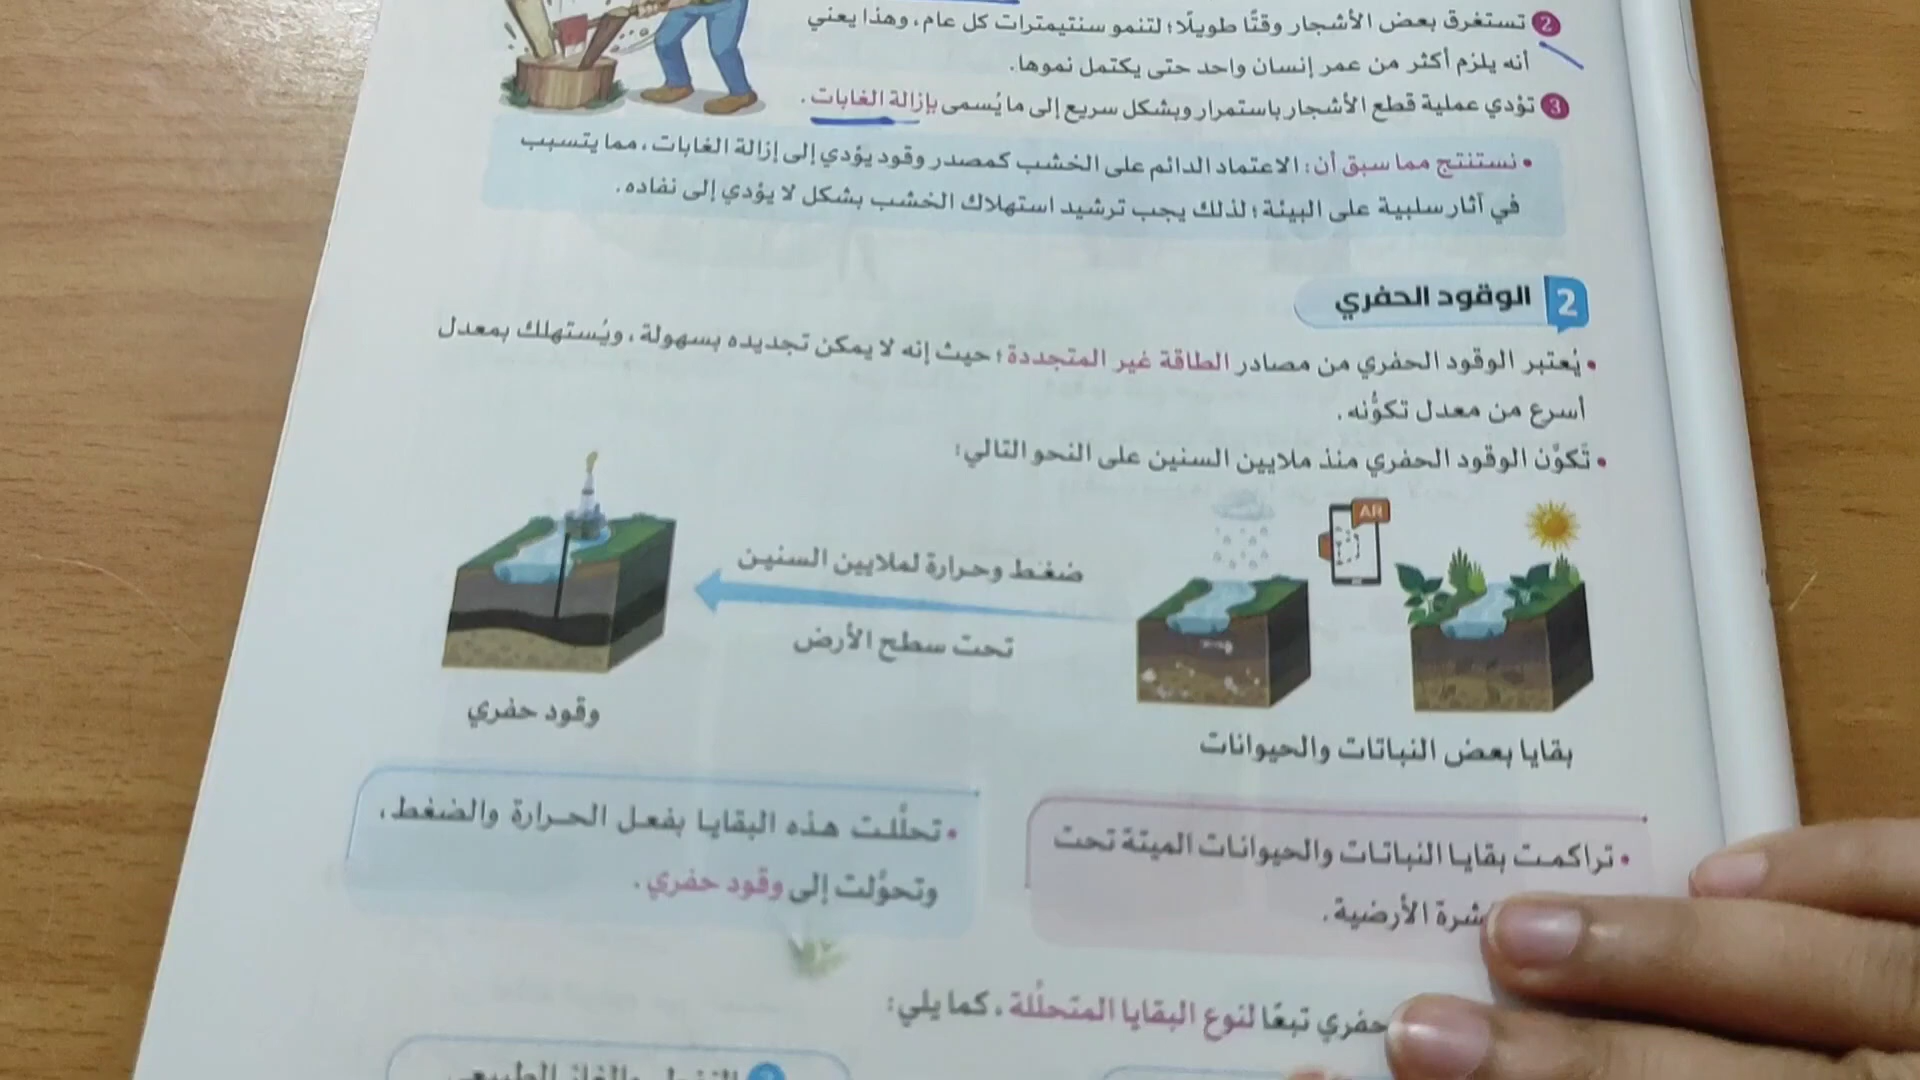 2 تستغرق بعض الأشجار وقتًا طويلًا؛ لتنمو سنتيمترات كل عام، وهذا يعني
أنه يلزم أكثر من عمر إنسان واحد حتى يكتمل نموها.
3 تؤدي عملية قطع الأشجار باستمرار وبشكل سريع إلى ما يُسمى بإزالة الغابات.
• نستنتج مما سبق أن: الاعتماد الدائم على الخشب كمصدر وقود يؤدي إلى إزالة الغابات، مما يتسبب
في آثار سلبية على البيئة؛ لذلك يجب ترشيد استهلاك الخشب بشكل لا يؤدي إلى نفاده.
2 الوقود الحفري
• يُعتبر الوقود الحفري من مصادر الطاقة غير المتجددة؛ حيث إنه لا يمكن تجديده بسهولة، ويُستهلك بمعدل
أسرع من معدل تكوُّنه.
• تَكوَّن الوقود الحفري منذ ملايين السنين على النحو التالي:
AR
ضغط وحرارة لملايين السنين
تحت سطح الأرض
بقايا بعض النباتات والحيوانات
وقود حفري
• تراكمت بقايا النباتات والحيوانات الميتة تحت
الأرضية.
• تحلَّلت هذه البقايا بفعل الحرارة والضغط،
وتحوَّلت إلى وقود حفري.
حفري تبعًا لنوع البقايا المتحلِّلة، كما يلي:
2 النفط والغاز الطبيعي